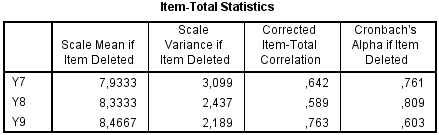 Item-Total Statistics
Scale Mean if Item Deleted | Scale Variance if Item Deleted | Corrected Item-Total Correlation | Cronbach's Alpha if Item Deleted
Y7 7,9333 3,099 ,642 ,761
Y8 8,3333 2,437 ,589 ,809
Y9 8,4667 2,189 ,763 ,603